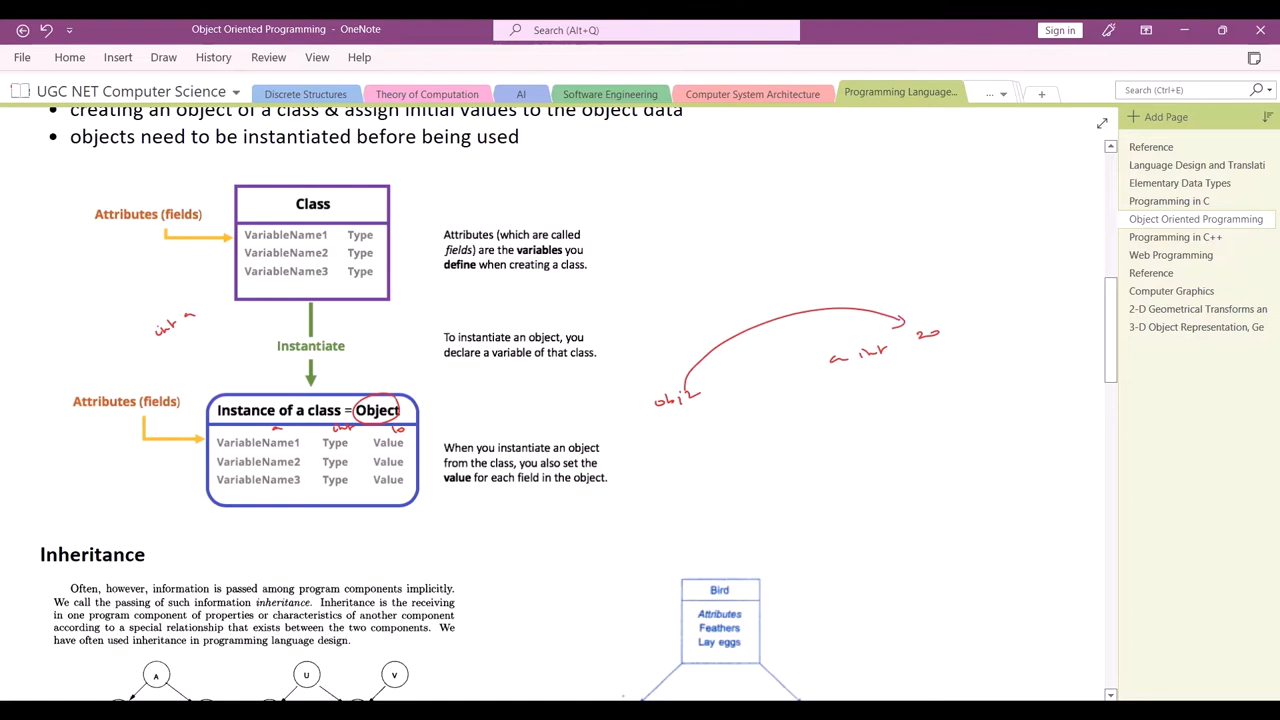 Object Oriented Programming - OneNote
Search (Alt+Q)
Sign in
File Home Insert Draw History Review View Help
UGC NET Computer Science
Discrete Structures Theory of Computation AI Software Engineering Computer System Architecture Programming Language... ... +
Search (Ctrl+E)
Add Page
Reference
Language Design and Translati
Elementary Data Types
Programming in C
Object Oriented Programming
Programming in C++
Web Programming
Reference
Computer Graphics
2-D Geometrical Transforms an
3-D Object Representation, Ge
creating an object of a class & assign initial values to the object data
• objects need to be instantiated before being used
Attributes (fields)
Class
VariableName1 Type
VariableName2 Type
VariableName3 Type
Attributes (which are called
fields) are the variables you
define when creating a class.
int a
Instantiate
To instantiate an object, you
declare a variable of that class.
obj2
a int 20
Attributes (fields)
Instance of a class = Object
a int 10
VariableName1 Type Value
VariableName2 Type Value
VariableName3 Type Value
When you instantiate an object
from the class, you also set the
value for each field in the object.
Inheritance
Often, however, information is passed among program components implicitly.
We call the passing of such information inheritance. Inheritance is the receiving
in one program component of properties or characteristics of another component
according to a special relationship that exists between the two components. We
have often used inheritance in programming language design.
A U V
Bird
Attributes
Feathers
Lay eggs